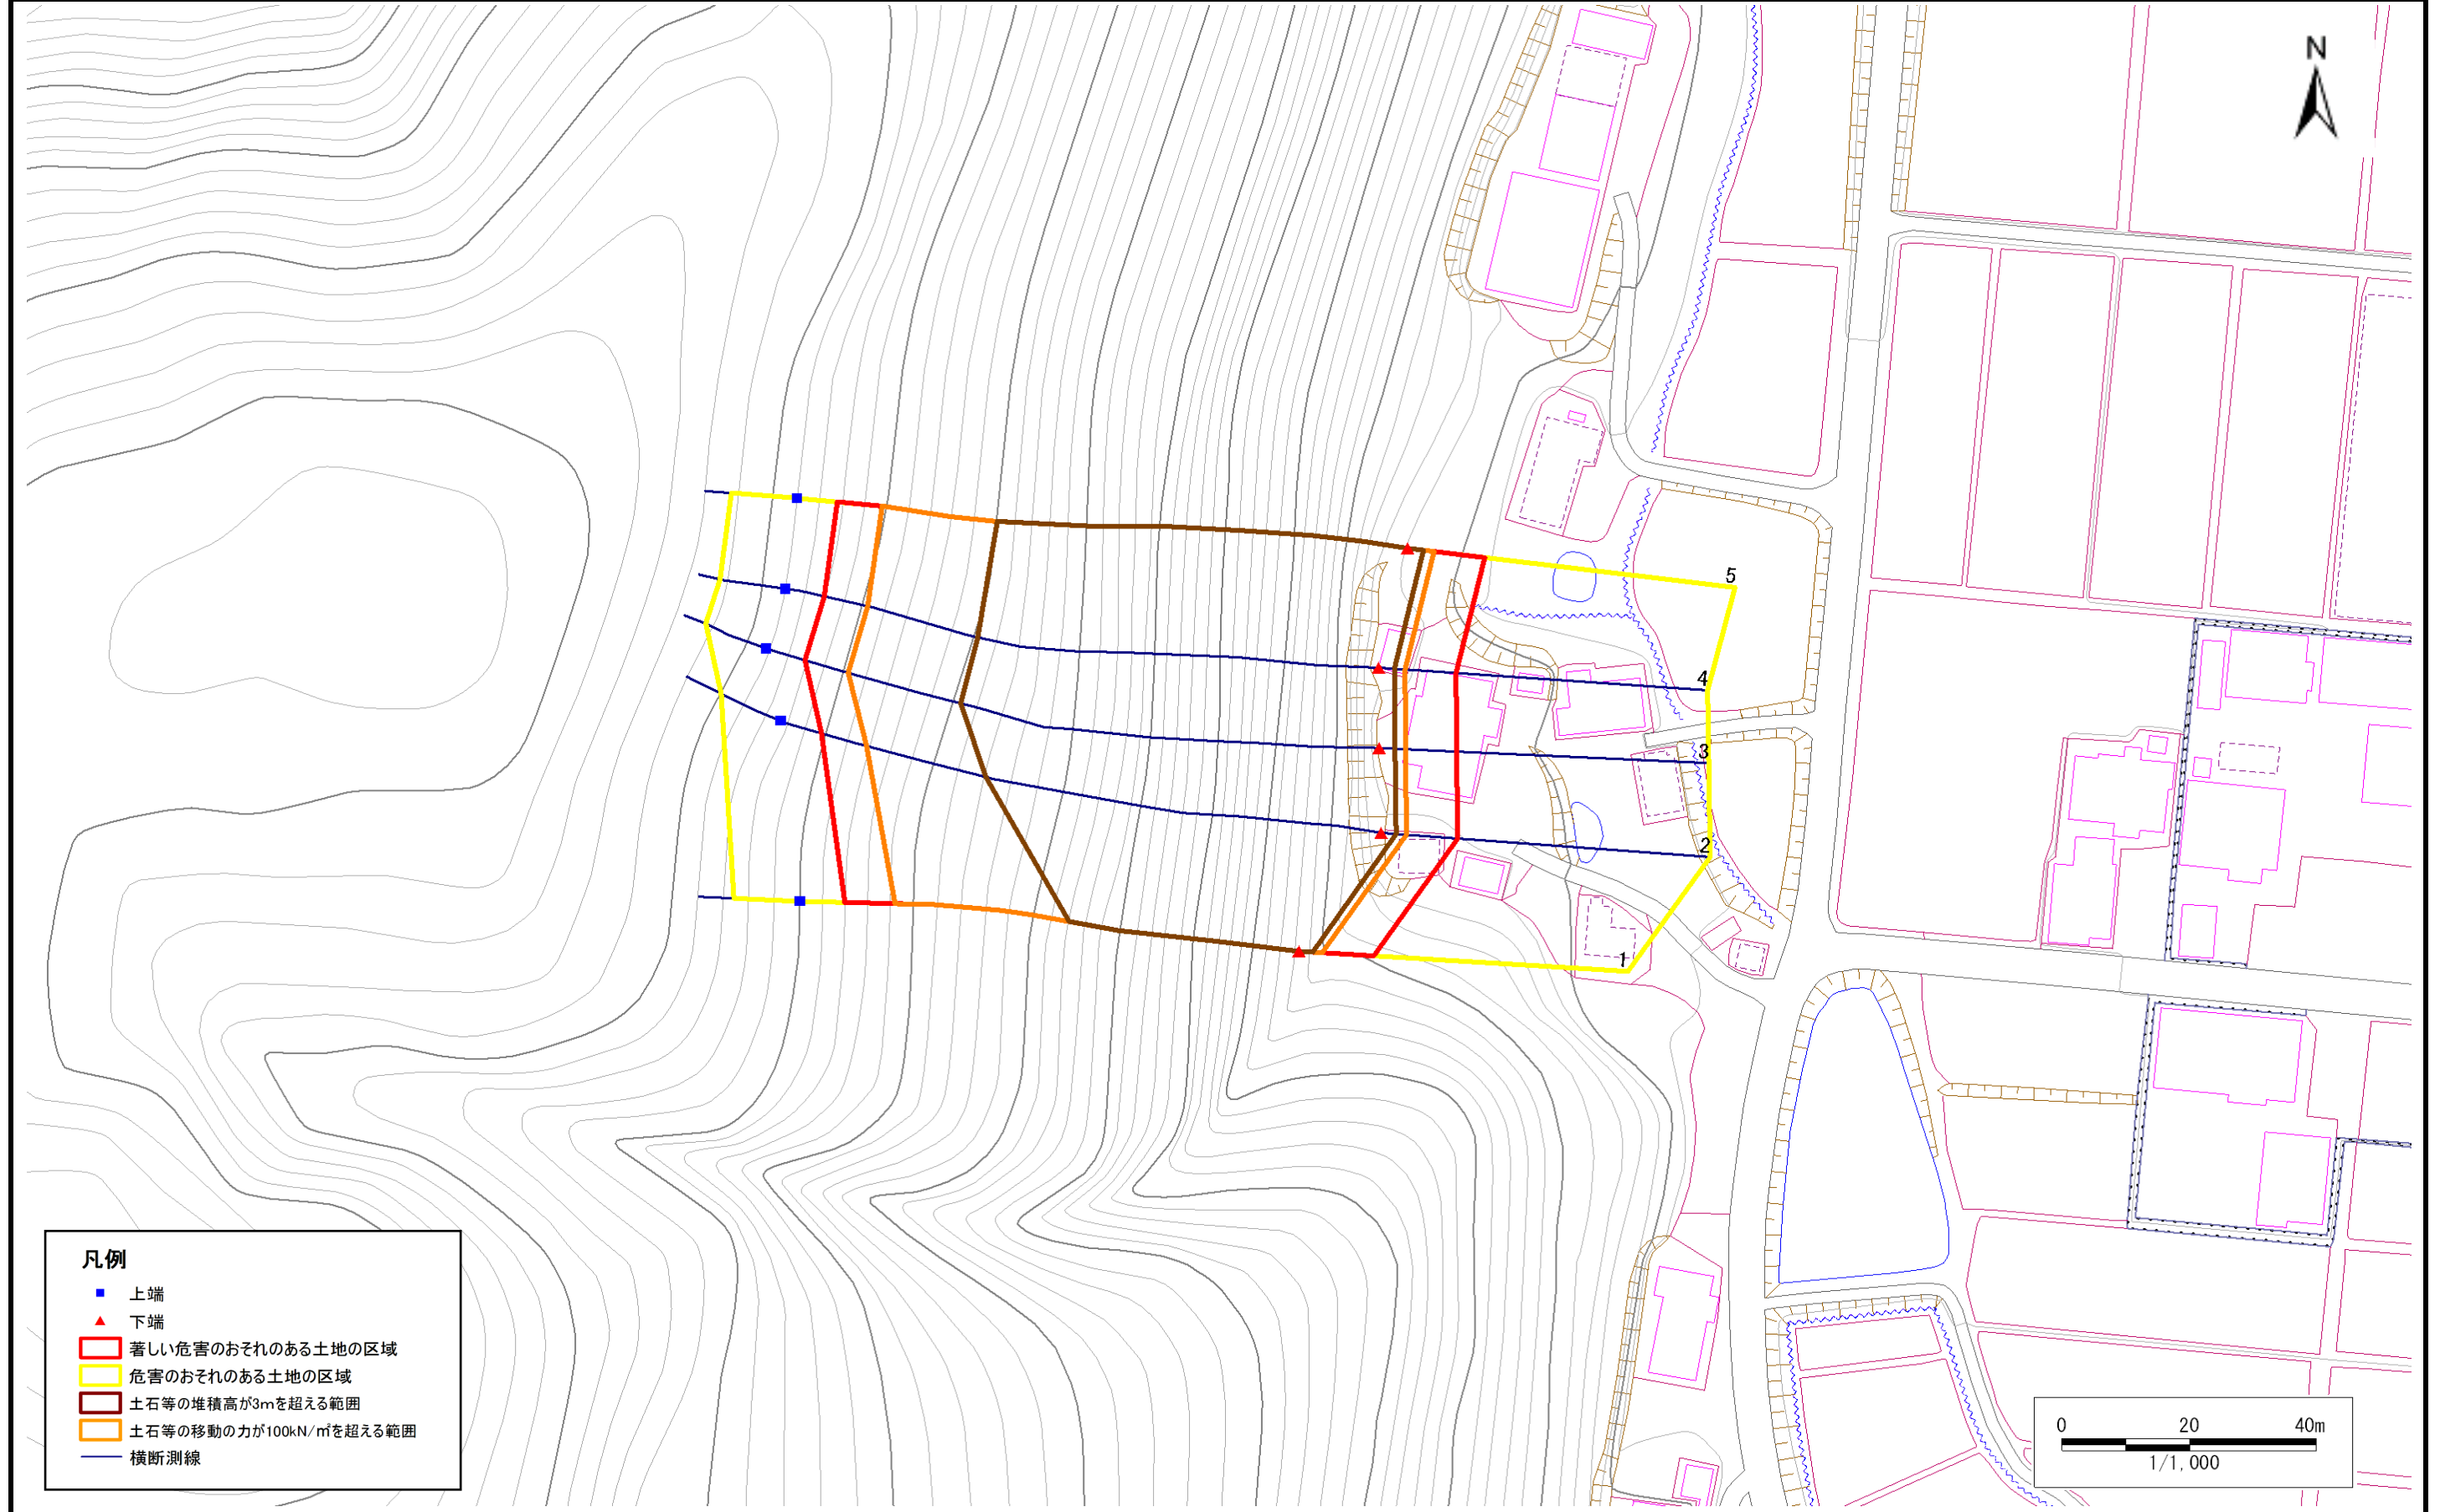 N
5
4
3
2
1
凡例
上端
下端
著しい危害のおそれのある土地の区域
危害のおそれのある土地の区域
土石等の堆積高が3mを超える範囲
土石等の移動の力が100kN/㎡を超える範囲
横断測線
0 20 40m
1/1,000